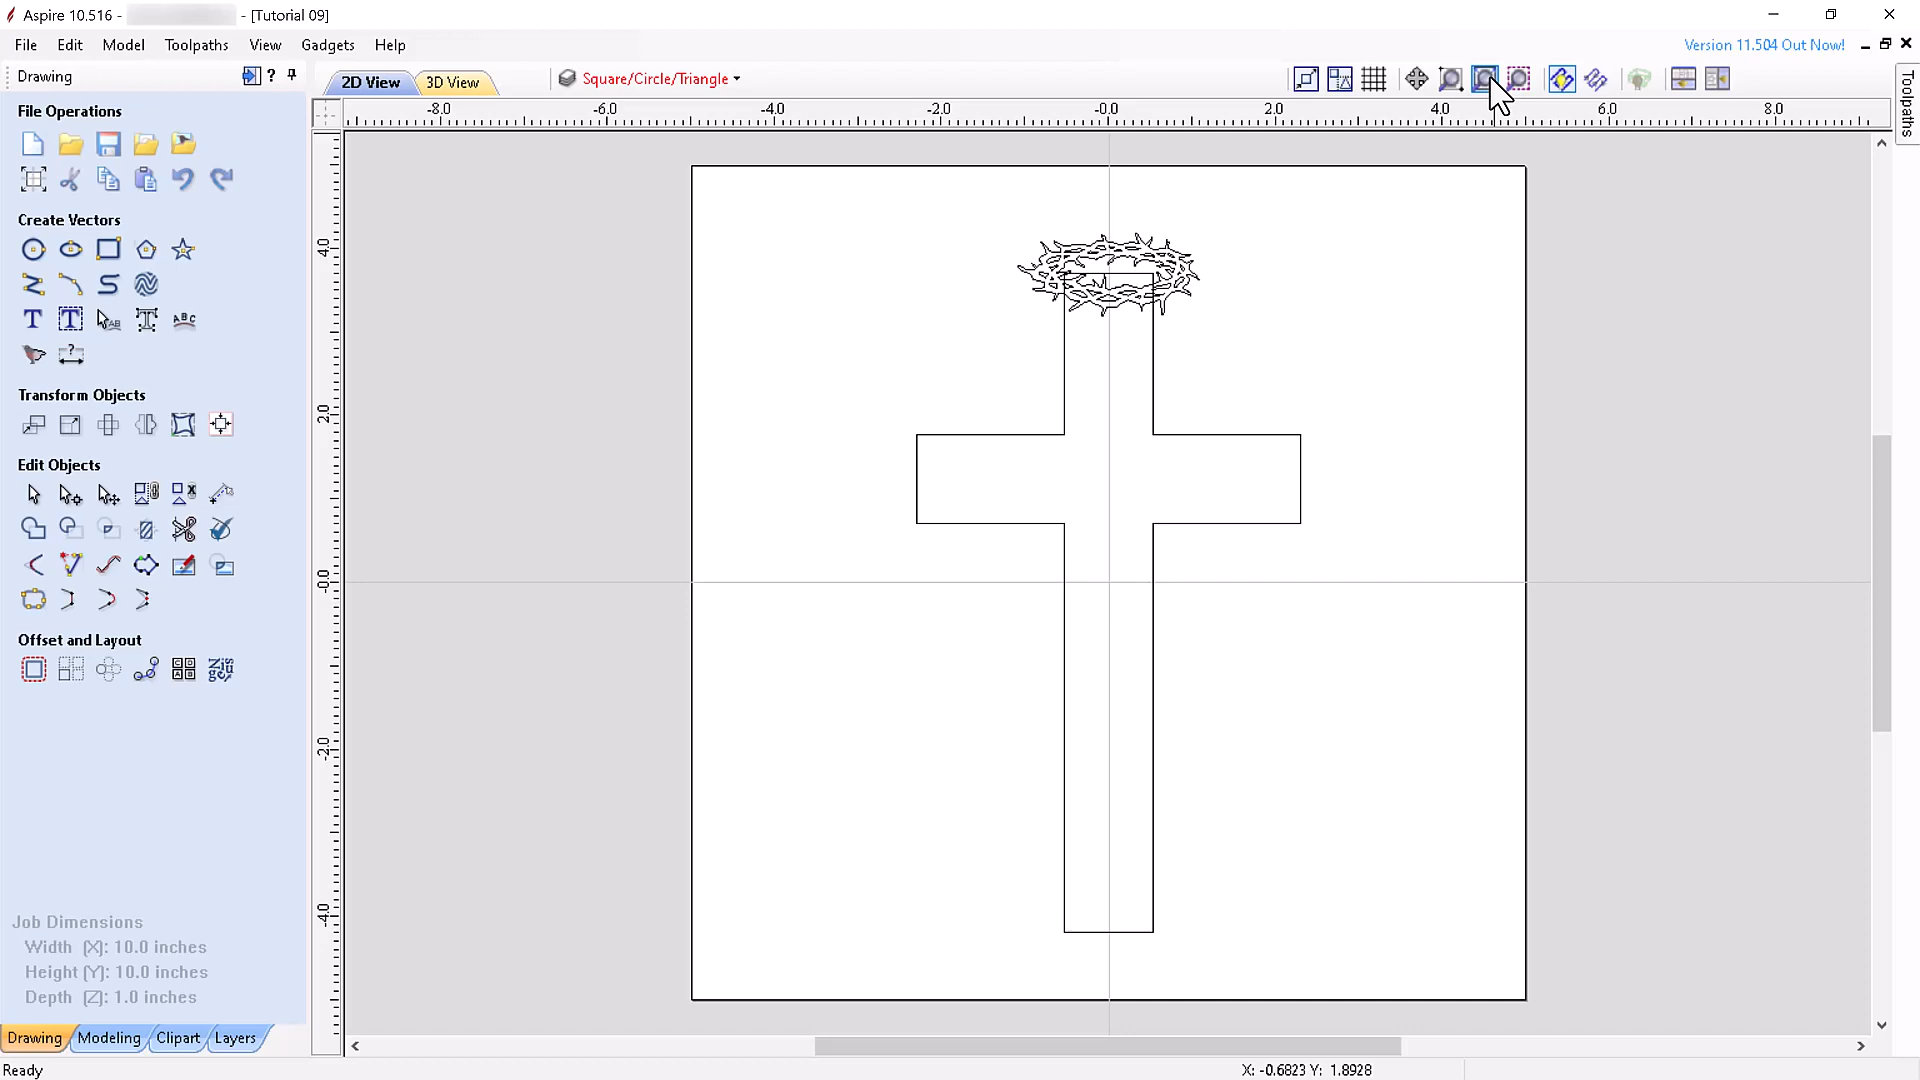 Aspire 10.516 - - [Tutorial 09]
File Edit Model Toolpaths View Gadgets Help
Version 11.504 Out Now!
Drawing
?
2D View
3D View
Square/Circle/Triangle
Toolpaths
-8.0 -6.0 -4.0 -2.0 -0.0 2.0 4.0 6.0 8.0
4.0
2.0
-0.0
-2.0
-4.0
File Operations
Create Vectors
Transform Objects
Edit Objects
Offset and Layout
Job Dimensions
Width (X): 10.0 inches
Height (Y): 10.0 inches
Depth (Z): 1.0 inches
Drawing Modeling Clipart Layers
Ready
X: -0.6823 Y: 1.8928